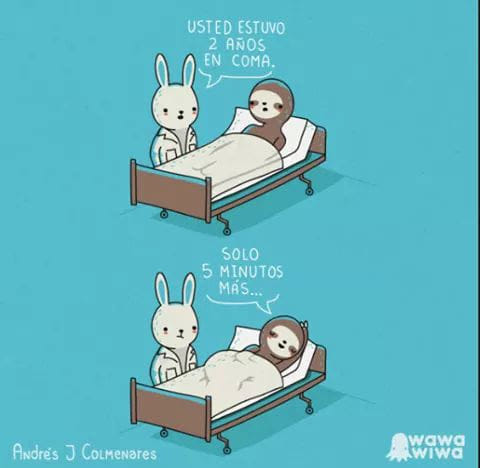 USTED ESTUVO
2 AÑOS
EN COMA.
SOLO
5 MINUTOS
MÁS...
Andrés J Colmenares
wawa
wiwa